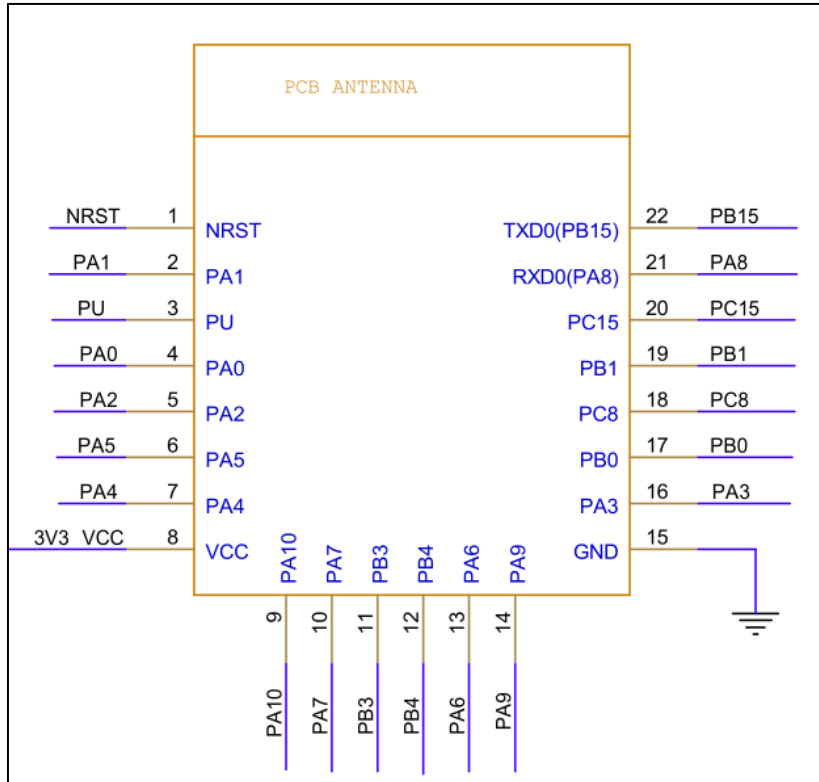 PCB ANTENNA
NRST 1 NRST TXD0(PB15) 22 PB15
PA1 2 PA1 RXD0(PA8) 21 PA8
PU 3 PU PC15 20 PC15
PA0 4 PA0 PB1 19 PB1
PA2 5 PA2 PC8 18 PC8
PA5 6 PA5 PB0 17 PB0
PA4 7 PA4 PA3 16 PA3
3V3 VCC 8 VCC GND 15
PA10 PA7 PB3 PB4 PA6 PA9
9 10 11 12 13 14
PA10 PA7 PB3 PB4 PA6 PA9